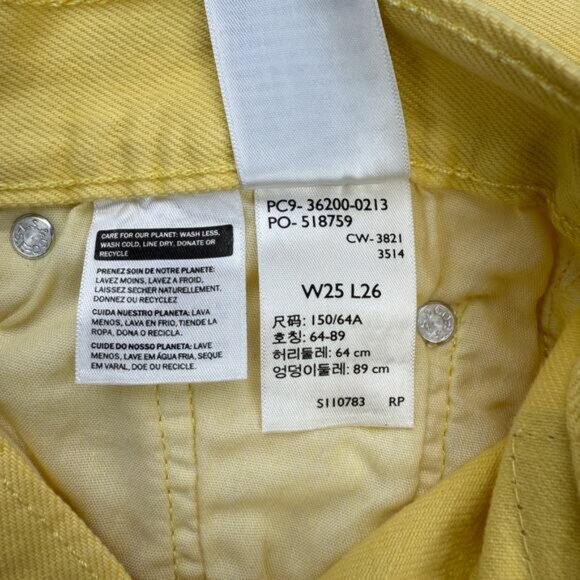 CARE FOR OUR PLANET: WASH LESS,
WASH COLD, LINE DRY, DONATE OR
RECYCLE
PRENEZ SOIN DE NOTRE PLANETE:
LAVEZ MOINS, LAVEZ A FROID,
LAISSEZ SECHER NATURELLEMENT,
DONNEZ OU RECYCLEZ
CUIDA NUESTRO PLANETA: LAVA
MENOS, LAVA EN FRIO, TIENDE LA
ROPA, DONA O RECICLA.
CUIDE DO NOSSO PLANETA: LAVE
MENOS, LAVE EM ÁGUA FRIA, SEQUE
EM VARAL, DOE OU RECICLE.
PC9- 36200-0213
PO- 518759
CW-3821
3514
W25 L26
尺码: 150/64A
호칭: 64-89
허리둘레: 64 cm
엉덩이둘레: 89 cm
S110783 RP